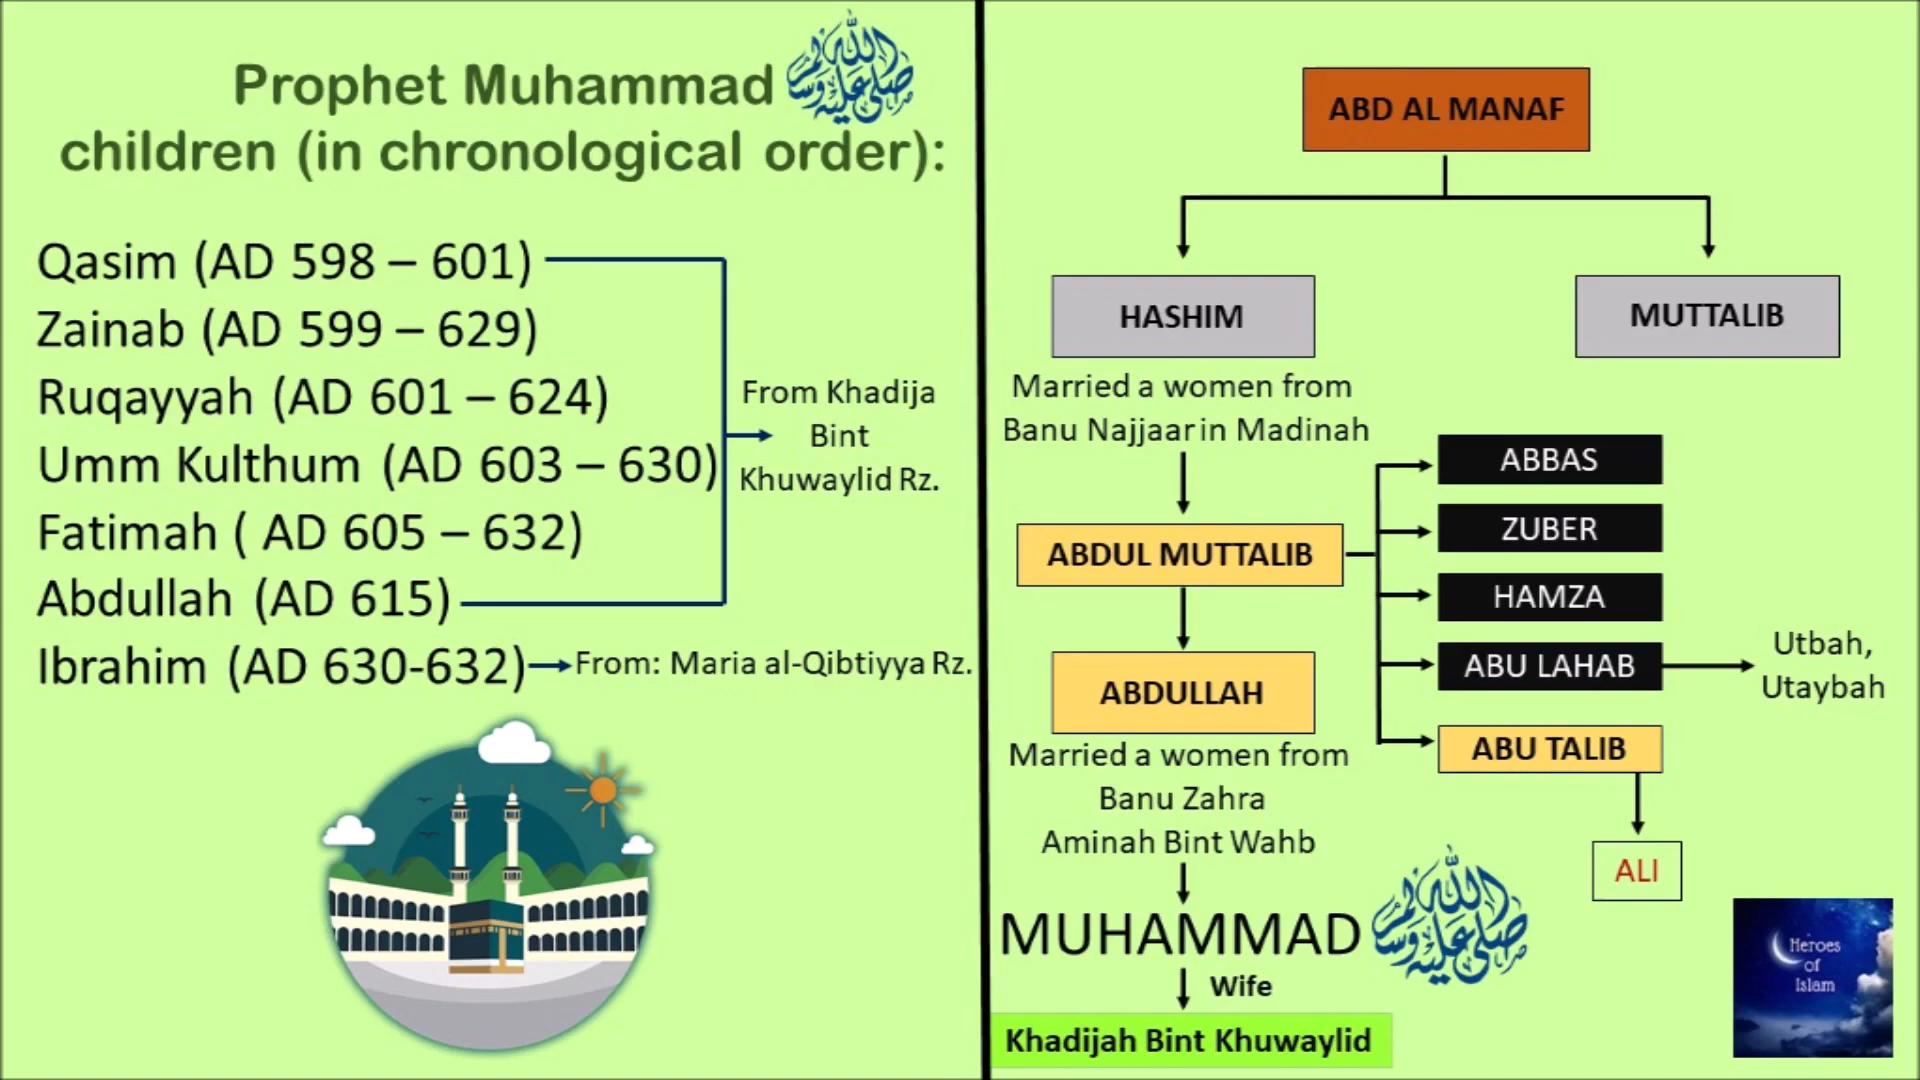 Prophet Muhammad صلى الله عليه وسلم
children (in chronological order):
Qasim (AD 598 – 601)
Zainab (AD 599 – 629)
Ruqayyah (AD 601 – 624)
Umm Kulthum (AD 603 – 630)
Fatimah ( AD 605 – 632)
Abdullah (AD 615)
From Khadija
Bint
Khuwaylid Rz.
Ibrahim (AD 630-632)
From: Maria al-Qibtiyya Rz.
ABD AL MANAF
HASHIM
MUTTALIB
Married a women from
Banu Najjaar in Madinah
ABDUL MUTTALIB
ABBAS
ZUBER
HAMZA
ABU LAHAB
Utbah,
Utaybah
ABU TALIB
ALI
ABDULLAH
Married a women from
Banu Zahra
Aminah Bint Wahb
MUHAMMAD صلى الله عليه وسلم
Wife
Khadijah Bint Khuwaylid
Heroes
of
Islam